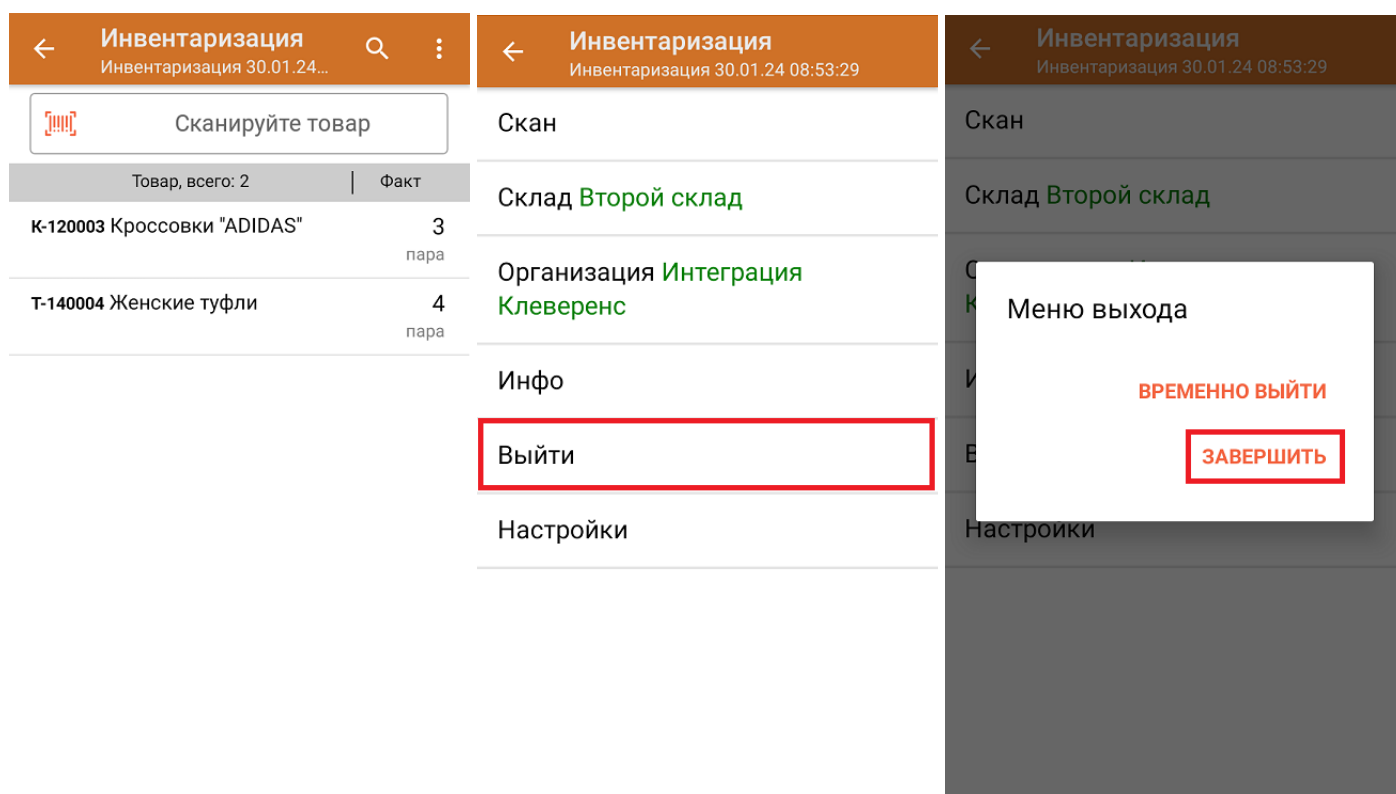 Инвентаризация
Инвентаризация 30.01.24...
Сканируйте товар
Товар, всего: 2 | Факт
К-120003 Кроссовки "ADIDAS" 3
пара
Т-140004 Женские туфли 4
пара
Инвентаризация
Инвентаризация 30.01.24 08:53:29
Скан
Склад Второй склад
Организация Интеграция
Клеверенс
Инфо
Выйти
Настройки
Инвентаризация
Инвентаризация 30.01.24 08:53:29
Скан
Склад Второй склад
Меню выхода
ВРЕМЕННО ВЫЙТИ
ЗАВЕРШИТЬ
Настройки